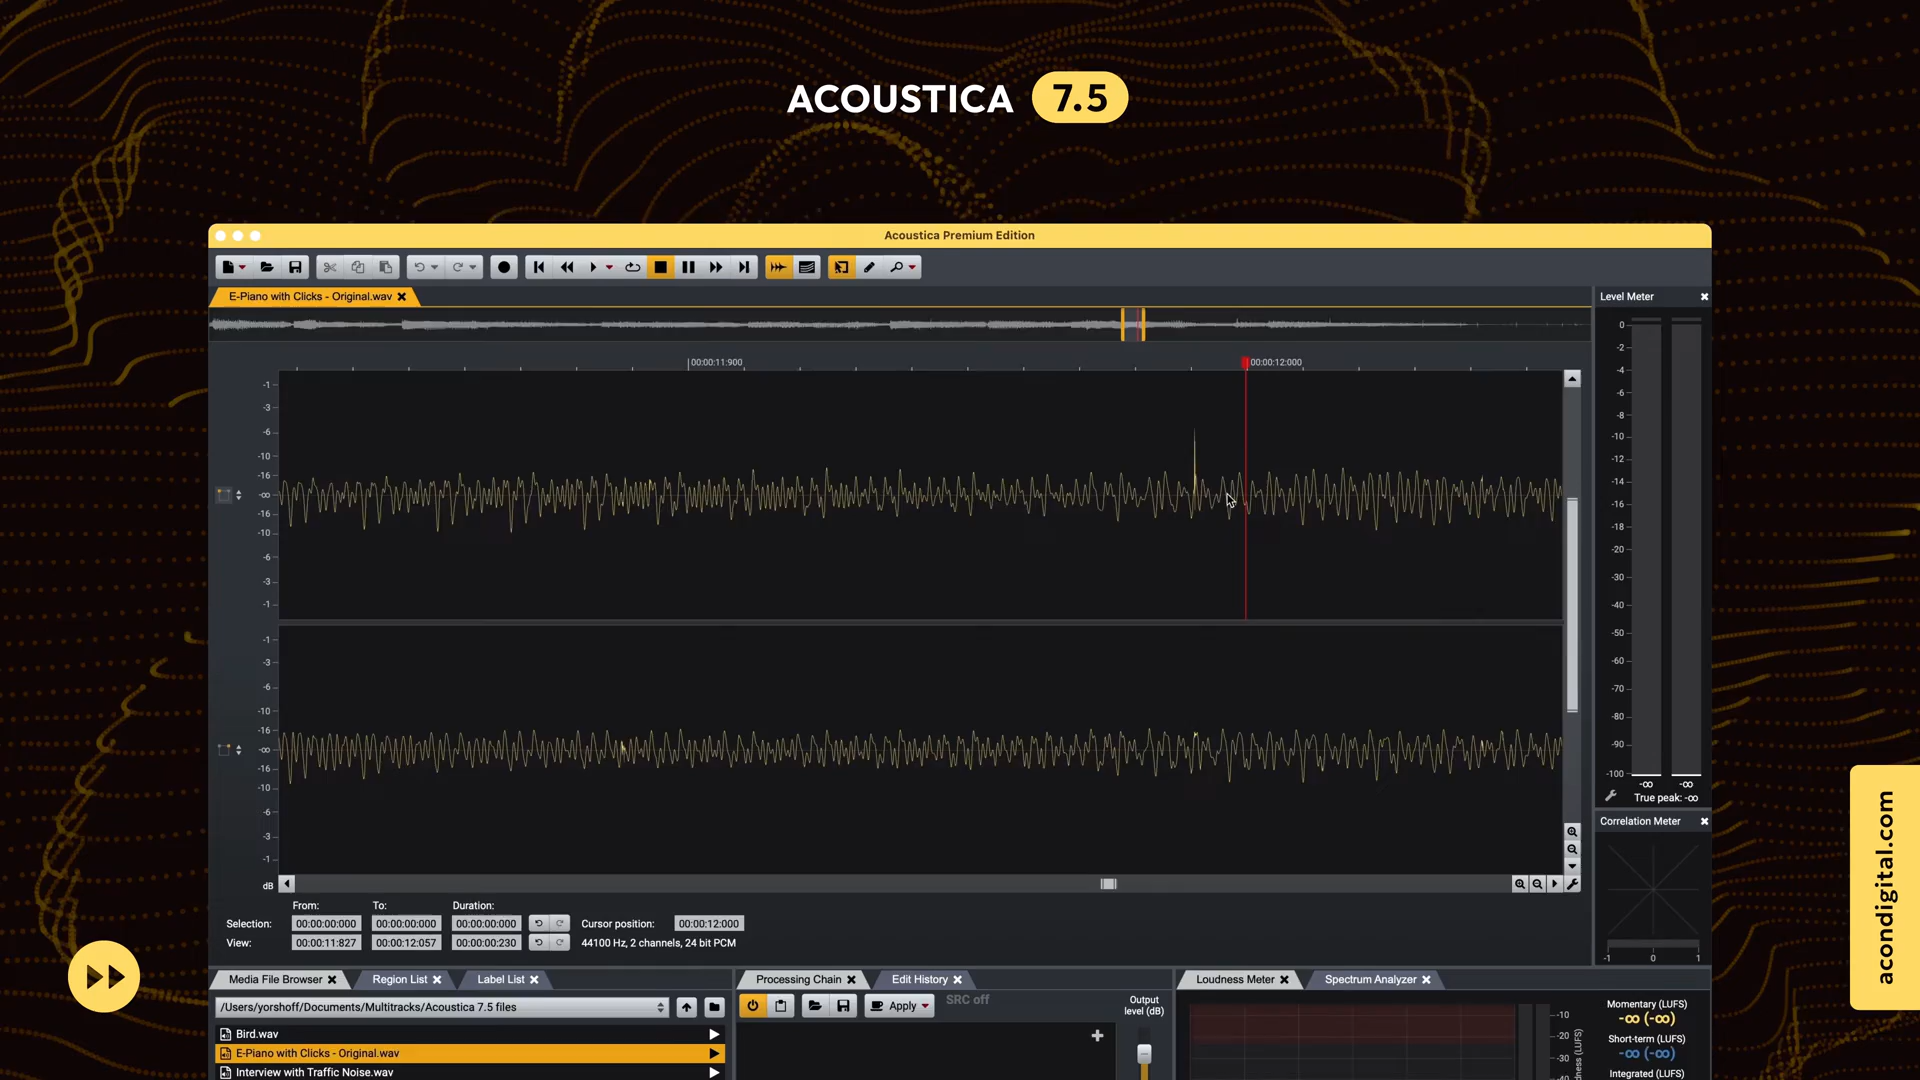 ACOUSTICA 7.5
Acoustica Premium Edition
E-Piano with Clicks - Original.wav
Level Meter
00:00:11:900
00:00:12:000
-1
-3
-6
-10
-16
-∞
-16
-10
-6
-3
-1
-1
-3
-6
-10
-16
-∞
-16
-10
-6
-3
-1
dB
0
-2
-4
-6
-8
-10
-12
-14
-16
-18
-20
-30
-40
-50
-60
-70
-80
-90
-100
-∞ -∞
True peak: -∞
Correlation Meter
-1 0 1
acondigital.com
From: To: Duration:
Selection: 00:00:00:000 00:00:00:000 00:00:00:000 Cursor position: 00:00:12:000
View: 00:00:11:827 00:00:12:057 00:00:00:230 44100 Hz, 2 channels, 24 bit PCM
Media File Browser Region List Label List
/Users/yorshoff/Documents/Multitracks/Acoustica 7.5 files
Bird.wav
E-Piano with Clicks - Original.wav
Interview with Traffic Noise.wav
Processing Chain Edit History
Apply SRC off
Output
level (dB)
Loudness Meter Spectrum Analyzer
-10
-20
-30
(LUFS)
Momentary (LUFS)
-∞ (-∞)
Short-term (LUFS)
-∞ (-∞)
Integrated (LUFS)